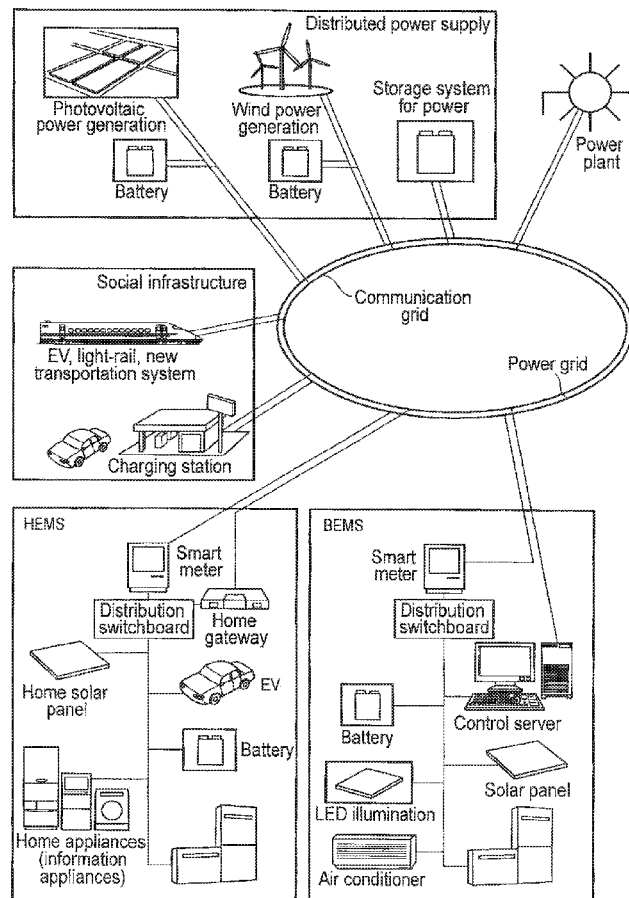 Distributed power supply
Photovoltaic
power generation
Wind power
generation
Storage system
for power
Power
plant
Battery
Battery
Social infrastructure
Communication
grid
EV, light-rail, new
transportation system
Power grid
Charging station
HEMS
Smart
meter
Distribution
switchboard
Home
gateway
Home solar
panel
EV
Battery
Home appliances
(information
appliances)
BEMS
Smart
meter
Distribution
switchboard
Control server
Battery
Solar panel
LED illumination
Air conditioner